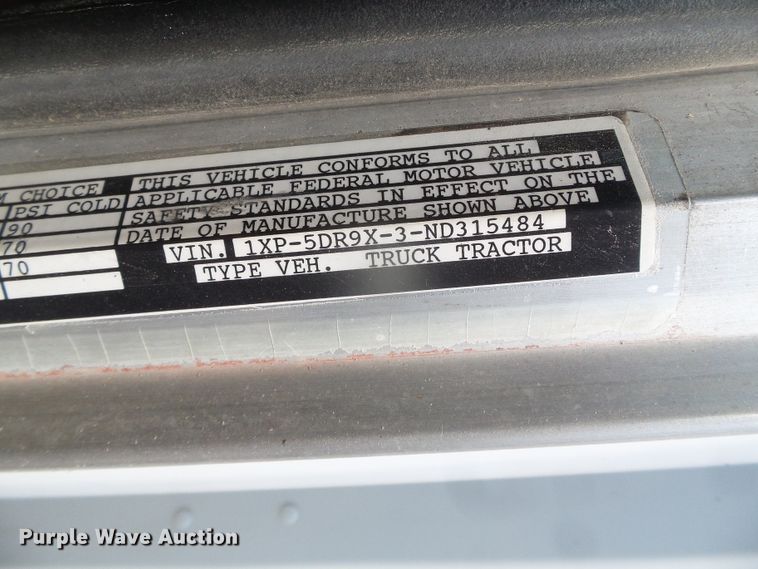 THIS VEHICLE CONFORMS TO ALL
APPLICABLE FEDERAL MOTOR VEHICLE
SAFETY STANDARDS IN EFFECT ON THE
DATE OF MANUFACTURE SHOWN ABOVE
VIN. 1XP-5DR9X-3-ND315484
TYPE VEH. TRUCK TRACTOR
CHOICE
PSI COLD
90
70
70
Purple Wave Auction